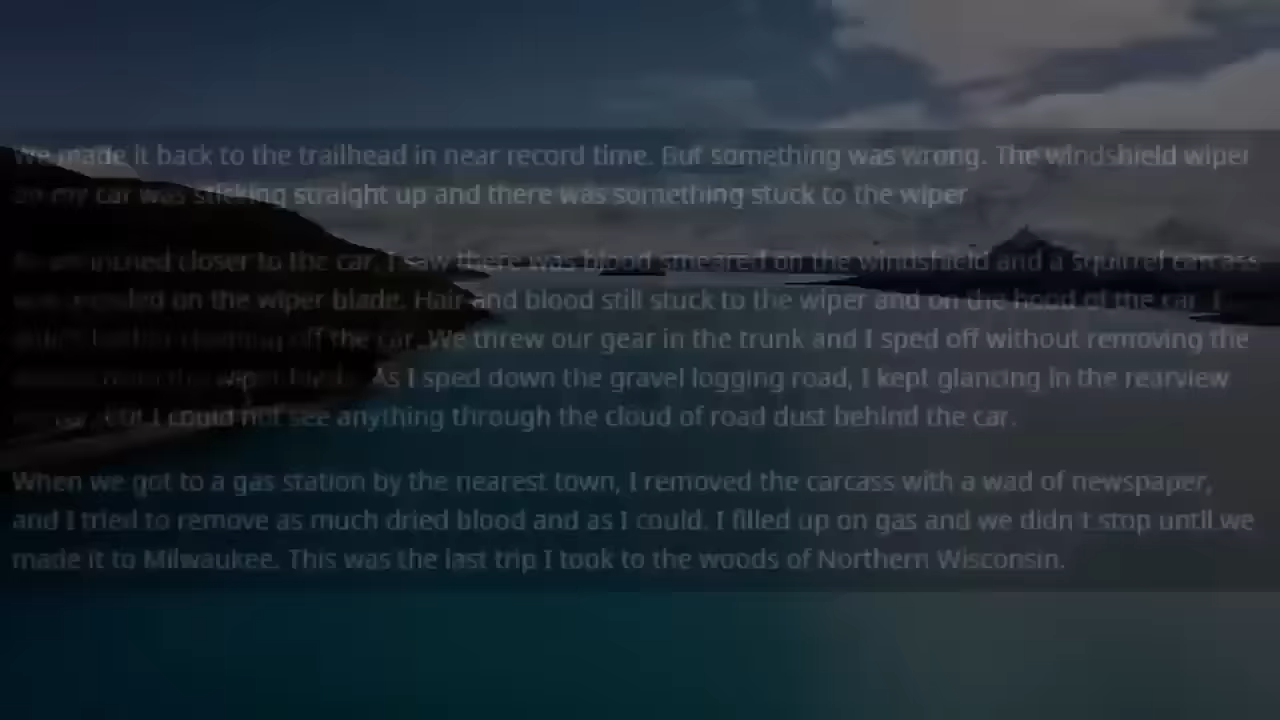 We made it back to the trailhead in near record time. But something was wrong. The windshield wiper
on my car was sticking straight up and there was something stuck to the wiper
As we inched closer to the car, I saw there was blood smeared on the windshield and a squirrel carcass
was on the wiper blade. Hair and blood still stuck to the wiper and on the hood of the car. I
didn't bother cleaning off the car. We threw our gear in the trunk and I sped off without removing the
from the wiper blade. As I sped down the gravel logging road, I kept glancing in the rearview
but I could not see anything through the cloud of road dust behind the car.
When we got to a gas station by the nearest town, I removed the carcass with a wad of newspaper,
and I tried to remove as much dried blood and as I could. I filled up on gas and we didn't stop until we
made it to Milwaukee. This was the last trip I took to the woods of Northern Wisconsin.